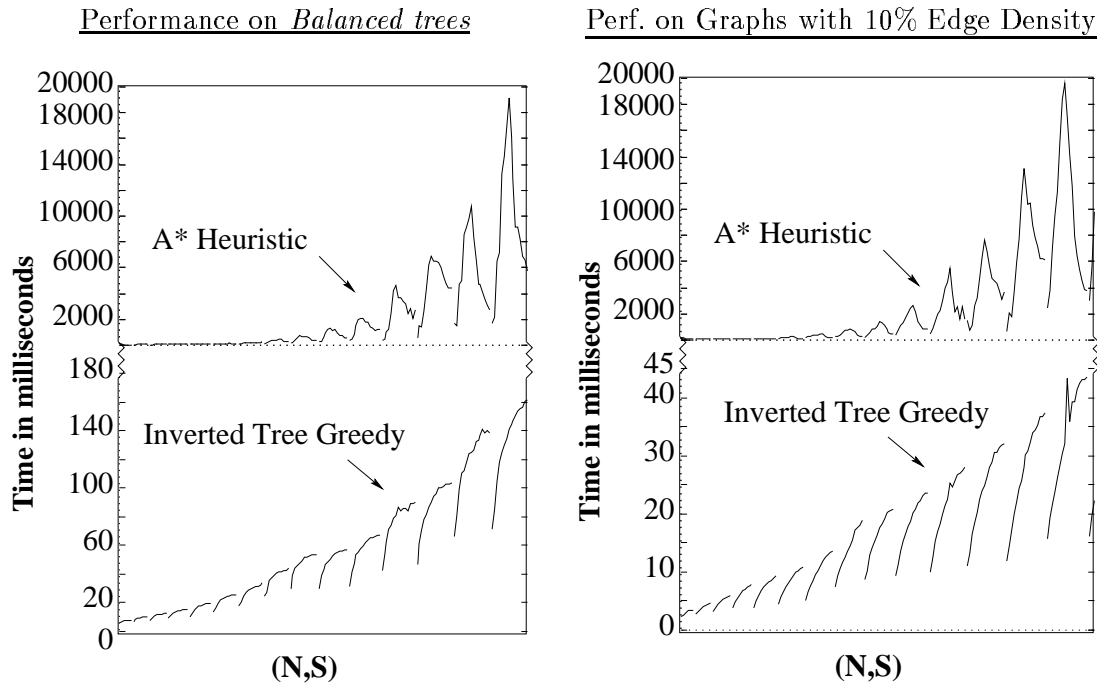 Performance on Balanced trees
20000
18000
14000
10000
6000
2000
180
140
100
60
20
0
Time in milliseconds
A* Heuristic
Inverted Tree Greedy
(N,S)
Perf. on Graphs with 10% Edge Density
20000
18000
14000
10000
6000
2000
45
40
30
20
10
0
Time in milliseconds
A* Heuristic
Inverted Tree Greedy
(N,S)